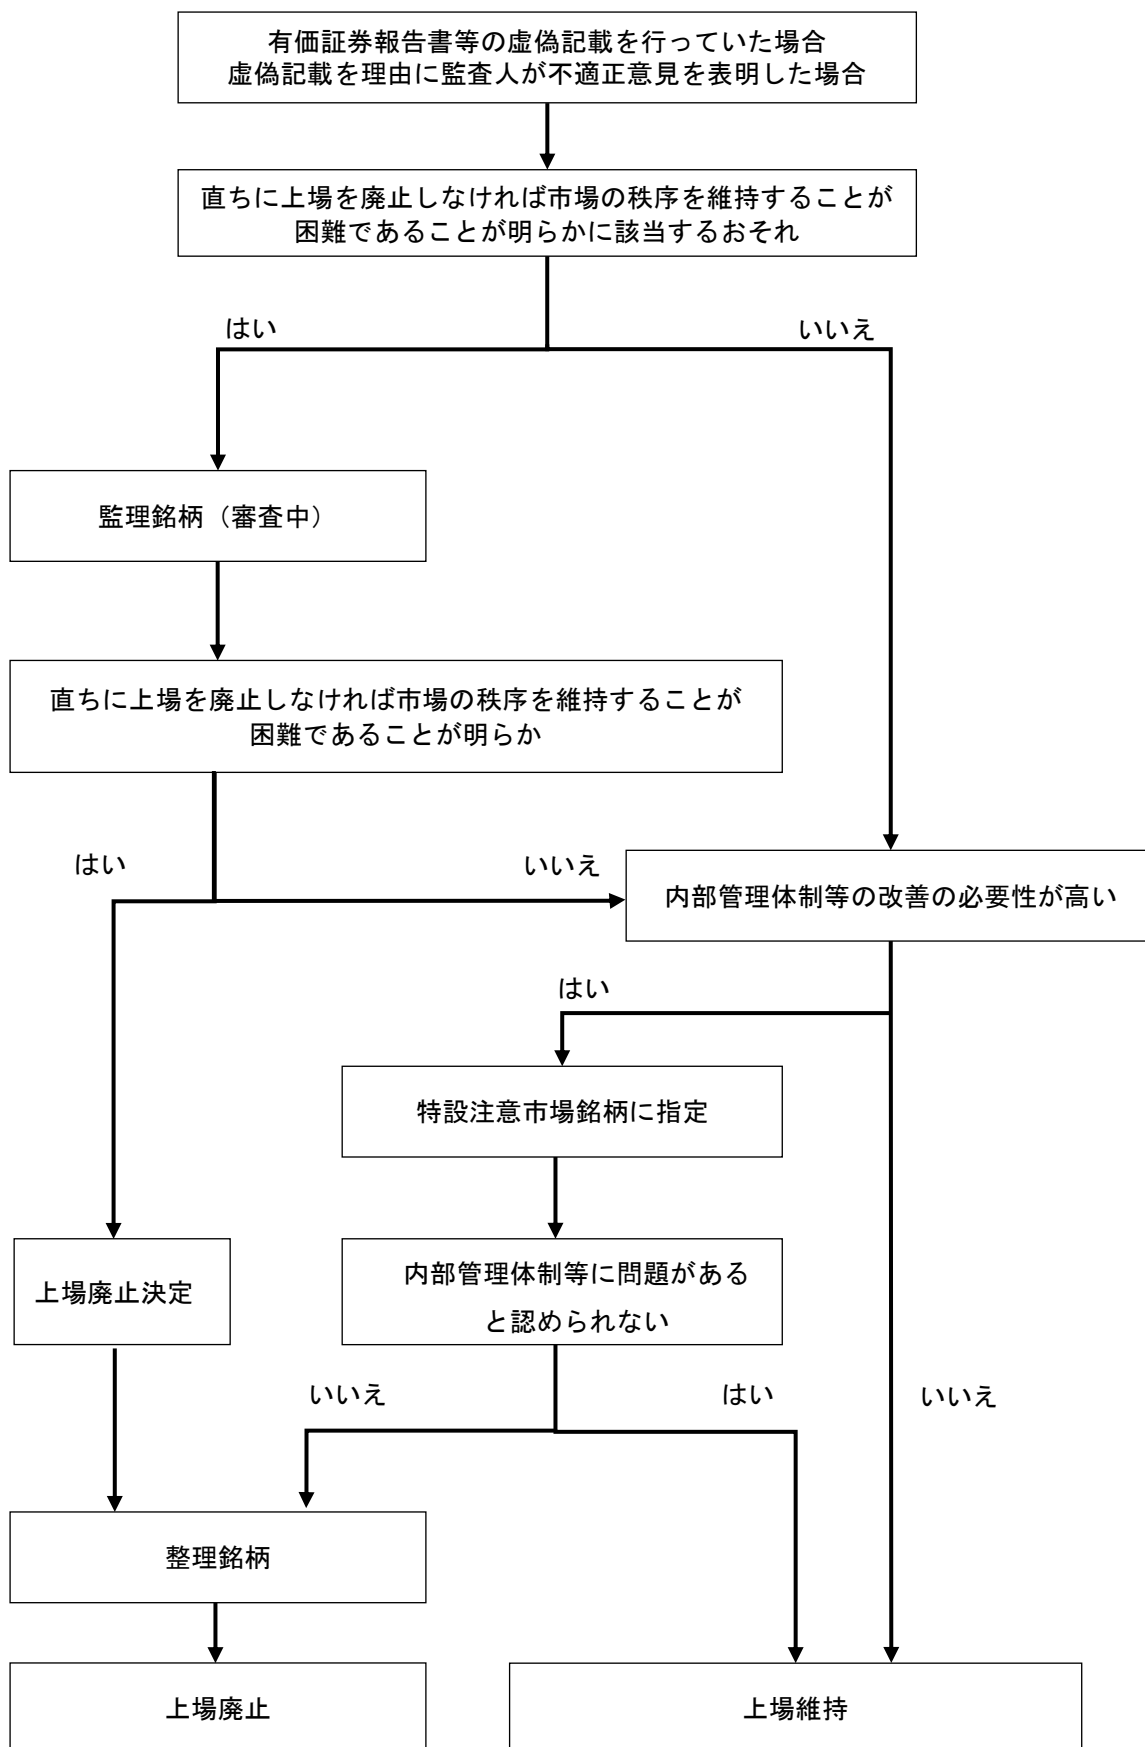 有価証券報告書等の虚偽記載を行っていた場合
虚偽記載を理由に監査人が不適正意見を表明した場合
直ちに上場を廃止しなければ市場の秩序を維持することが
困難であることが明らかに該当するおそれ
はい
いいえ
監理銘柄（審査中）
直ちに上場を廃止しなければ市場の秩序を維持することが
困難であることが明らか
はい
いいえ
内部管理体制等の改善の必要性が高い
はい
特設注意市場銘柄に指定
上場廃止決定
内部管理体制等に問題がある
と認められない
いいえ
はい
いいえ
整理銘柄
上場廃止
上場維持